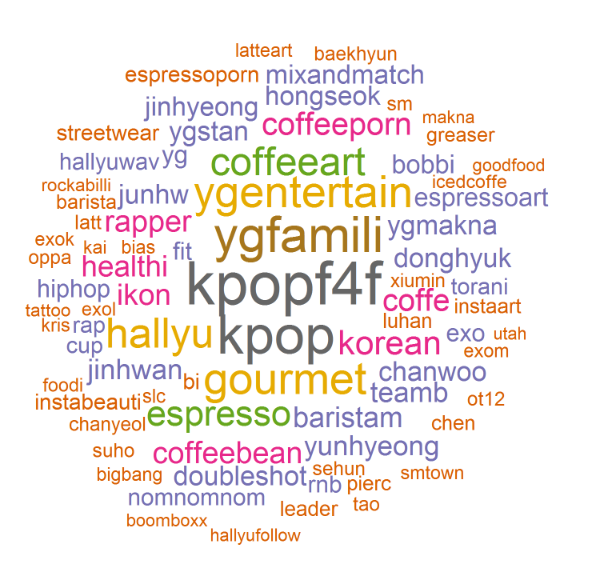 latteart baekhyun
espressoporn mixandmatch
jinhyeong hongseok sm
streetwear ygstan coffeeporn makna greaser
hallyuwav yg coffeeart bobbi goodfood
rockabilli barista junhw ygentertain icedcoffe espressoart
latt rapper ygfamili ygmakna
exok kai bias
oppa healthi fit donghyuk
hiphop ikon kpopf4f xiumin torani
coffe instaart
tattoo exol
kris rap hallyu kpop luhan exo utah
cup korean exom
jinhwan bi gourmet chanwoo
foodi slc teamb ot12
instabeauti
chanyeol espresso baristam chen
suho coffeebean yunhyeong
bigbang doubleshot sehun smtown
nomnomnom rnb pierc
boomboxx leader tao
hallyufollow